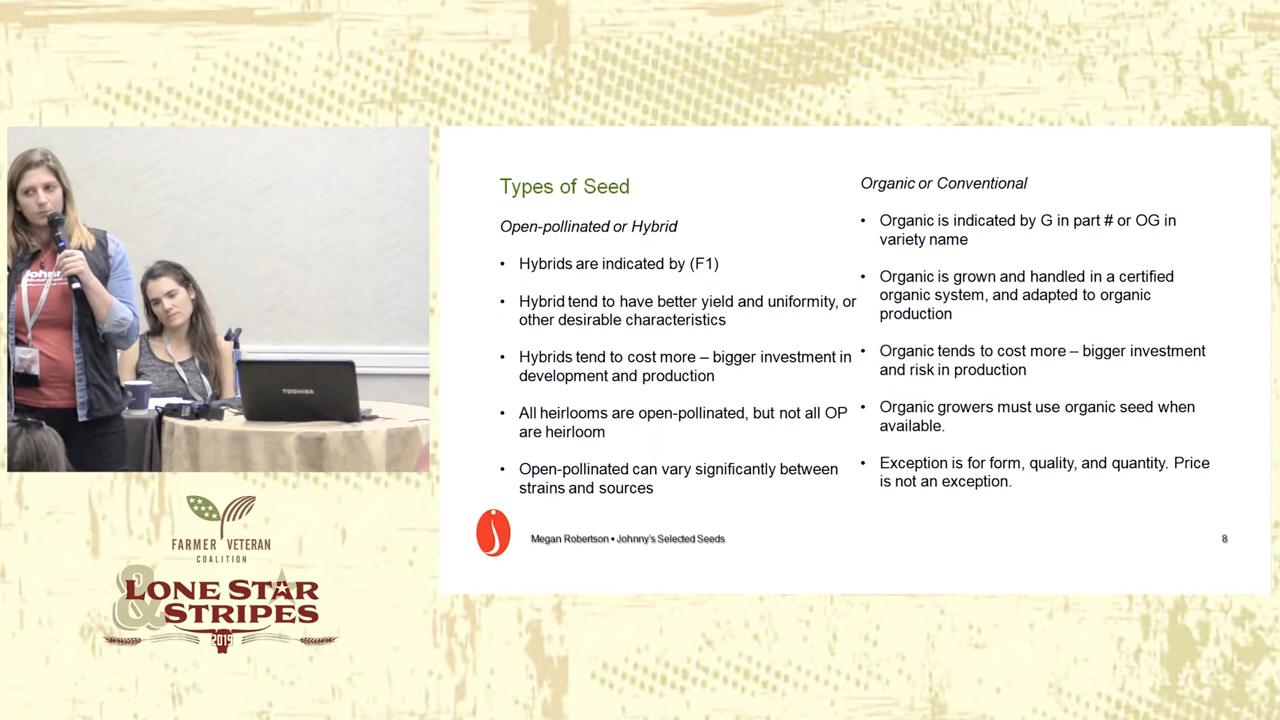 Johnny's
TOSHIBA
FARMER VETERAN
COALITION
LONE STAR
& STRIPES
2019
Types of Seed
Open-pollinated or Hybrid
• Hybrids are indicated by (F1)
• Hybrid tend to have better yield and uniformity, or
other desirable characteristics
• Hybrids tend to cost more – bigger investment in
development and production
• All heirlooms are open-pollinated, but not all OP
are heirloom
• Open-pollinated can vary significantly between
strains and sources
Organic or Conventional
• Organic is indicated by G in part # or OG in
variety name
• Organic is grown and handled in a certified
organic system, and adapted to organic
production
• Organic tends to cost more – bigger investment
and risk in production
• Organic growers must use organic seed when
available.
• Exception is for form, quality, and quantity. Price
is not an exception.
Megan Robertson • Johnny's Selected Seeds
8